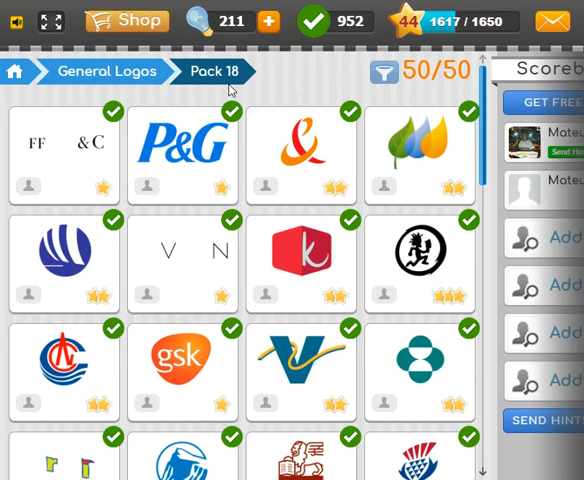 Shop
211
952
44
1617 / 1650
General Logos
Pack 18
50/50
Scoreb
GET FREE
FF &C
P&G
&
Mateu
Send Hin
Mateu
V N
k
Add
Add
gsk
V
Add
Add
SEND HINTS
r i